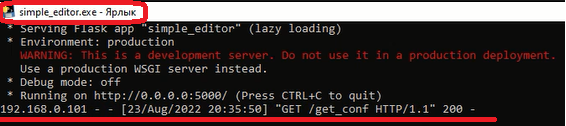 simple_editor.exe - Ярлык
* Serving Flask app "simple_editor" (lazy loading)
* Environment: production
WARNING: This is a development server. Do not use it in a production deployment.
Use a production WSGI server instead.
* Debug mode: off
* Running on http://0.0.0.0:5000/ (Press CTRL+C to quit)
192.168.0.101 - - [23/Aug/2022 20:35:50] "GET /get_conf HTTP/1.1" 200 -